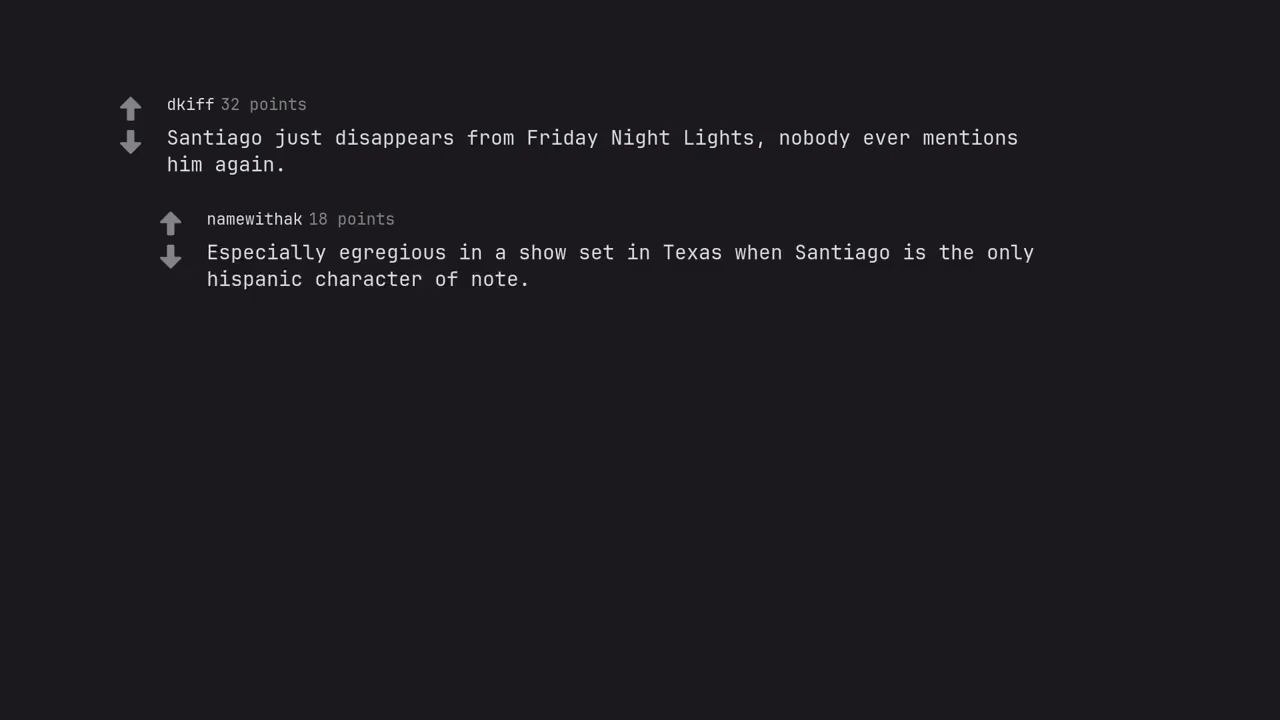 dkiff 32 points
Santiago just disappears from Friday Night Lights, nobody ever mentions
him again.
namewithak 18 points
Especially egregious in a show set in Texas when Santiago is the only
hispanic character of note.